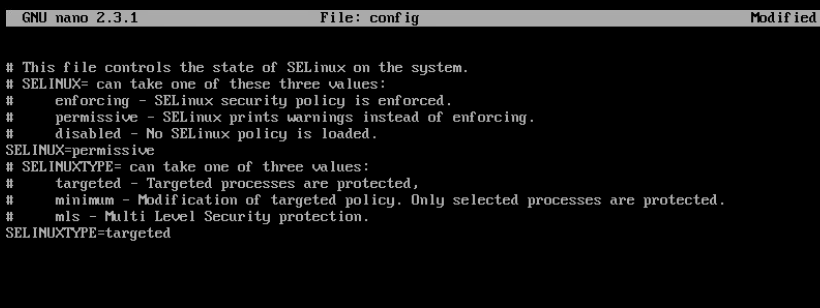 GNU nano 2.3.1 File: config Modified
# This file controls the state of SELinux on the system.
# SELINUX= can take one of these three values:
#     enforcing - SELinux security policy is enforced.
#     permissive - SELinux prints warnings instead of enforcing.
#     disabled - No SELinux policy is loaded.
SELINUX=permissive
# SELINUXTYPE= can take one of three values:
#     targeted - Targeted processes are protected,
#     minimum - Modification of targeted policy. Only selected processes are protected.
#     mls - Multi Level Security protection.
SELINUXTYPE=targeted